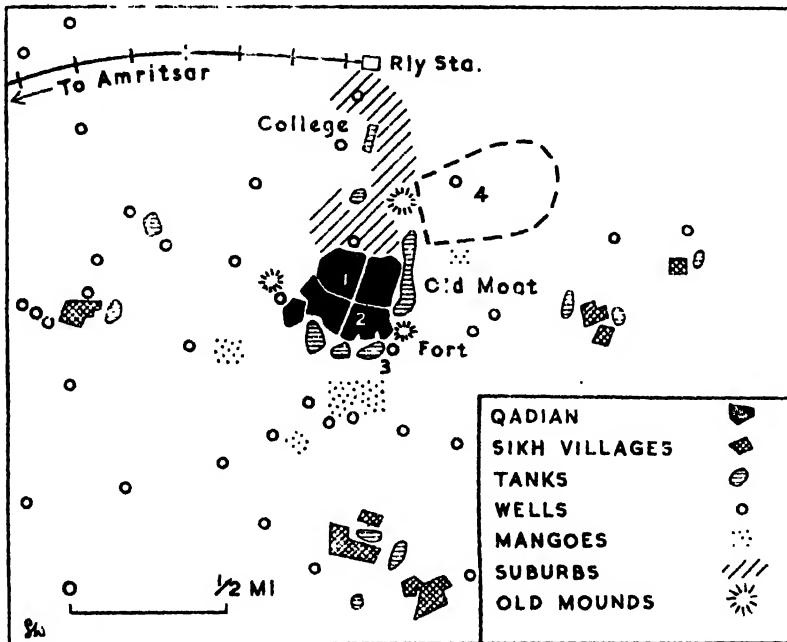 Rly Sta.
To Amritsar
College
4
1
Old Moat
2
Fort
3
QADIAN
SIKH VILLAGES
TANKS
WELLS
MANGOES
SUBURBS
OLD MOUNDS
1/2 MI